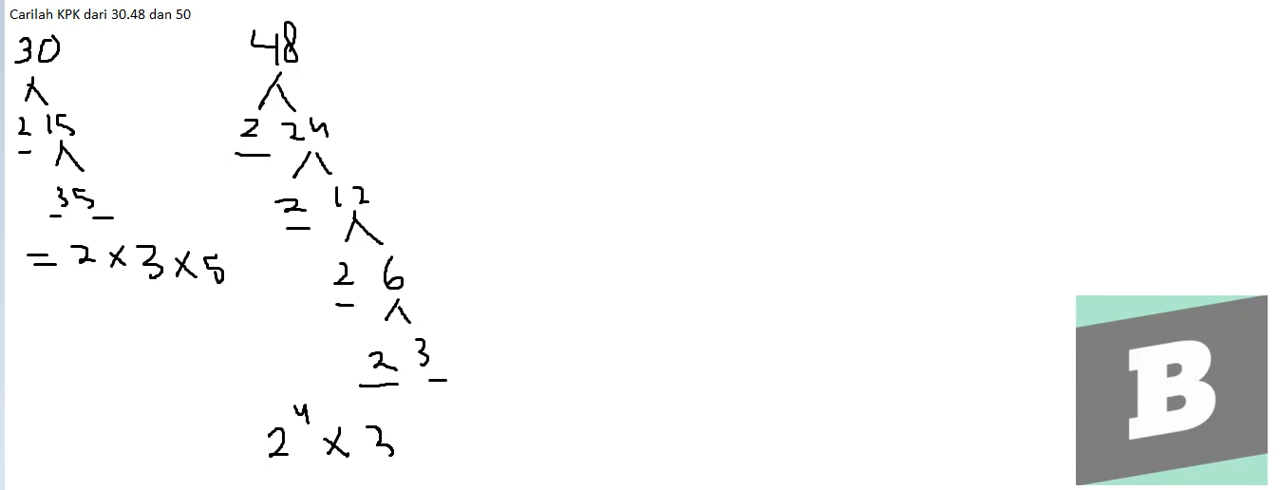 Carilah KPK dari 30.48 dan 50
30
2 15
3 5
= 2 × 3 × 5
48
2 24
2 12
2 6
2 3
2⁴ × 3
B